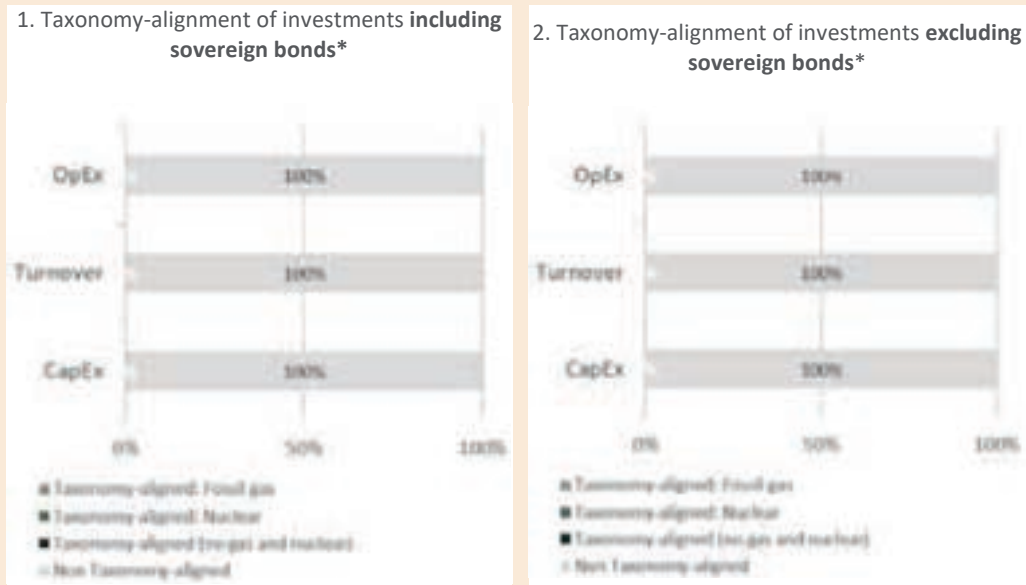 1. Taxonomy-alignment of investments including
sovereign bonds*
OpEx
100%
Turnover
100%
CapEx
100%
0%
50%
100%
Taxonomy-aligned: Fossil gas
Taxonomy-aligned: Nuclear
Taxonomy-aligned (no gas and nuclear)
Non Taxonomy-aligned
2. Taxonomy-alignment of investments excluding
sovereign bonds*
OpEx
100%
Turnover
100%
CapEx
100%
0%
50%
100%
Taxonomy-aligned: Fossil gas
Taxonomy-aligned: Nuclear
Taxonomy-aligned (no gas and nuclear)
Non Taxonomy-aligned